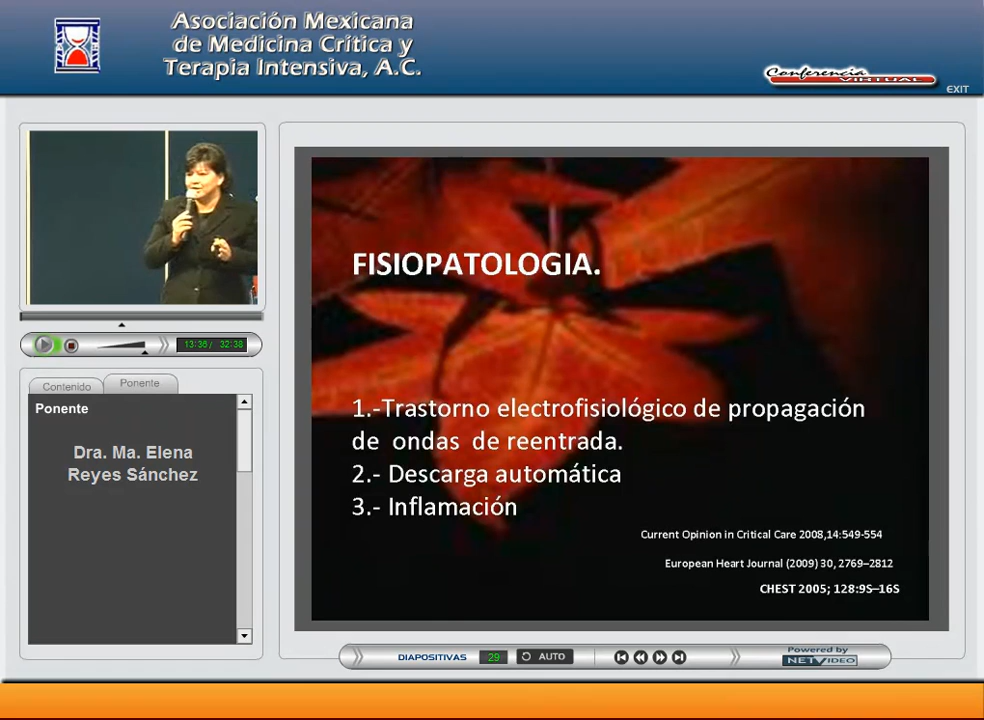 Asociación Mexicana
de Medicina Crítica y
Terapia Intensiva, A.C.
Conferencia
VIRTUAL
EXIT
13:36/ 32:38
Contenido
Ponente
Ponente
Dra. Ma. Elena
Reyes Sánchez
FISIOPATOLOGIA.
1.-Trastorno electrofisiológico de propagación
de ondas de reentrada.
2.- Descarga automática
3.- Inflamación
Current Opinion in Critical Care 2008,14:549-554
European Heart Journal (2009) 30, 2769–2812
CHEST 2005; 128:9S–16S
DIAPOSITIVAS 29 AUTO
Powered by
NETVIDEO